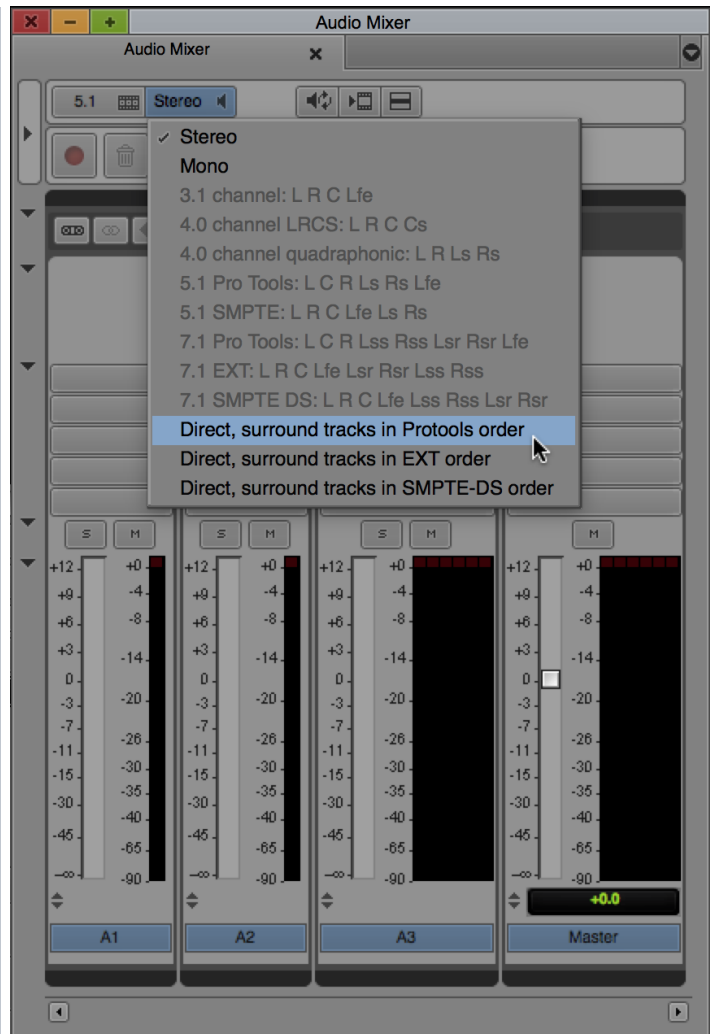 Audio Mixer
Audio Mixer
5.1 Stereo
Stereo
Mono
3.1 channel: L R C Lfe
4.0 channel LRCS: L R C Cs
4.0 channel quadraphonic: L R Ls Rs
5.1 Pro Tools: L C R Ls Rs Lfe
5.1 SMPTE: L R C Lfe Ls Rs
7.1 Pro Tools: L C R Lss Rss Lsr Rsr Lfe
7.1 EXT: L R C Lfe Lsr Rsr Lss Rss
7.1 SMPTE DS: L R C Lfe Lss Rss Lsr Rsr
Direct, surround tracks in Protools order
Direct, surround tracks in EXT order
Direct, surround tracks in SMPTE-DS order
S M S M S M M
+12 +0 +12 +0 +12 +0 +12 +0
+9 -4 +9 -4 +9 -4 +9 -4
+6 -8 +6 -8 +6 -8 +6 -8
+3 -14 +3 -14 +3 -14 +3 -14
0 0 0 0
-3 -20 -3 -20 -3 -20 -3 -20
-7 -26 -7 -26 -7 -26 -7 -26
-11 -30 -11 -30 -11 -30 -11 -30
-15 -35 -15 -35 -15 -35 -15 -35
-30 -40 -30 -40 -30 -40 -30 -40
-45 -65 -45 -65 -45 -65 -45 -65
-∞ -90 -∞ -90 -∞ -90 -∞ -90
+0.0
A1 A2 A3 Master